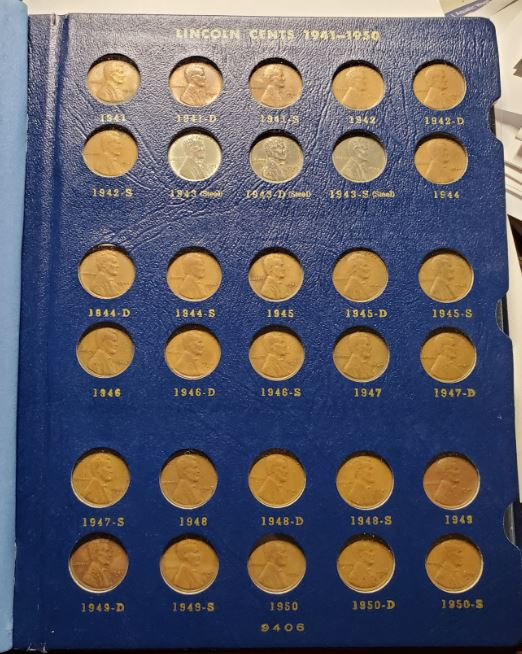 LINCOLN CENTS 1941-1950
1941 1941-D 1941-S 1942 1942-D
1942-S 1943 (Steel) 1943-D (Steel) 1943-S (Steel) 1944
1944-D 1944-S 1945 1945-D 1945-S
1946 1946-D 1946-S 1947 1947-D
1947-S 1948 1948-D 1948-S 1949
1949-D 1949-S 1950 1950-D 1950-S
9406